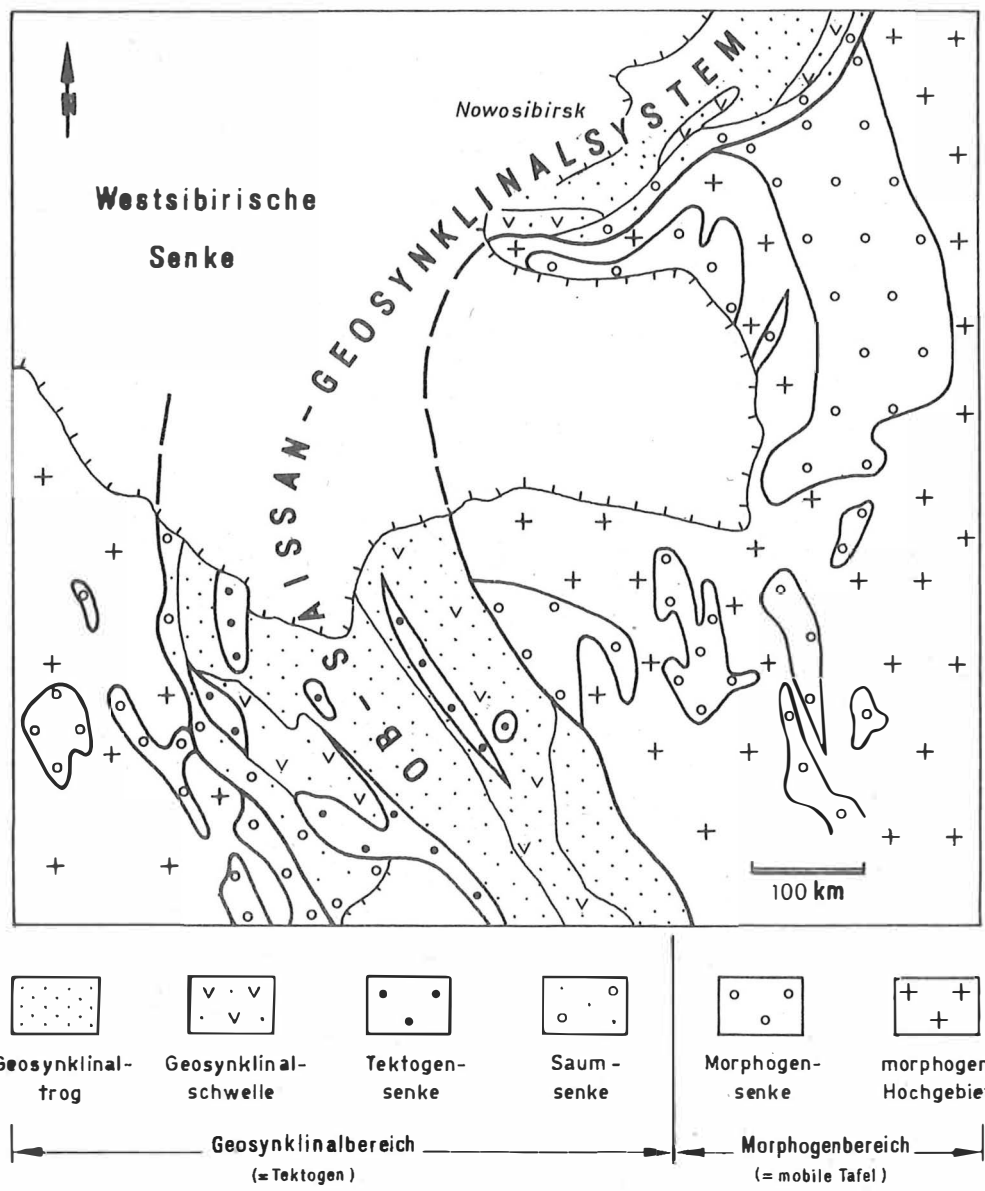 N
Nowosibirsk
Westsibirische
Senke
OB-SAISSAN-GEOSYNKLINALSYSTEM
100 km
Geosynklinal-
trog
Geosynklinal-
schwelle
Tektogen-
senke
Saum-
senke
Morphogen-
senke
morphogen
Hochgebiet
Geosynklinalbereich
(= Tektogen)
Morphogenbereich
(= mobile Tafel)